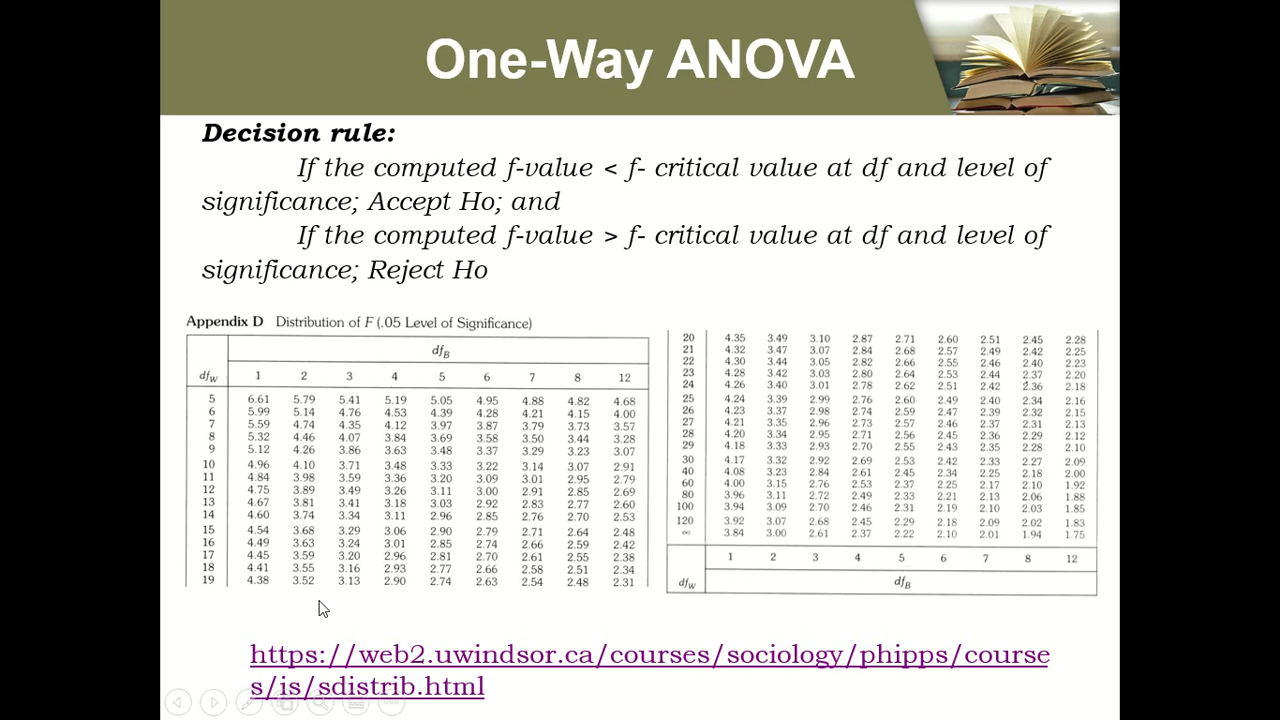 One-Way ANOVA
Decision rule:
If the computed f-value < f- critical value at df and level of
significance; Accept Ho; and
If the computed f-value > f- critical value at df and level of
significance; Reject Ho
Appendix D Distribution of F (.05 Level of Significance)
dfB
dfW 1 2 3 4 5 6 7 8 12
5 6.61 5.79 5.41 5.19 5.05 4.95 4.88 4.82 4.68
6 5.99 5.14 4.76 4.53 4.39 4.28 4.21 4.15 4.00
7 5.59 4.74 4.35 4.12 3.97 3.87 3.79 3.73 3.57
8 5.32 4.46 4.07 3.84 3.69 3.58 3.50 3.44 3.28
9 5.12 4.26 3.86 3.63 3.48 3.37 3.29 3.23 3.07
10 4.96 4.10 3.71 3.48 3.33 3.22 3.14 3.07 2.91
11 4.84 3.98 3.59 3.36 3.20 3.09 3.01 2.95 2.79
12 4.75 3.89 3.49 3.26 3.11 3.00 2.91 2.85 2.69
13 4.67 3.81 3.41 3.18 3.03 2.92 2.83 2.77 2.60
14 4.60 3.74 3.34 3.11 2.96 2.85 2.76 2.70 2.53
15 4.54 3.68 3.29 3.06 2.90 2.79 2.71 2.64 2.48
16 4.49 3.63 3.24 3.01 2.85 2.74 2.66 2.59 2.42
17 4.45 3.59 3.20 2.96 2.81 2.70 2.61 2.55 2.38
18 4.41 3.55 3.16 2.93 2.77 2.66 2.58 2.51 2.34
19 4.38 3.52 3.13 2.90 2.74 2.63 2.54 2.48 2.31
20 4.35 3.49 3.10 2.87 2.71 2.60 2.51 2.45 2.28
21 4.32 3.47 3.07 2.84 2.68 2.57 2.49 2.42 2.25
22 4.30 3.44 3.05 2.82 2.66 2.55 2.46 2.40 2.23
23 4.28 3.42 3.03 2.80 2.64 2.53 2.44 2.37 2.20
24 4.26 3.40 3.01 2.78 2.62 2.51 2.42 2.36 2.18
25 4.24 3.39 2.99 2.76 2.60 2.49 2.40 2.34 2.16
26 4.23 3.37 2.98 2.74 2.59 2.47 2.39 2.32 2.15
27 4.21 3.35 2.96 2.73 2.57 2.46 2.37 2.31 2.13
28 4.20 3.34 2.95 2.71 2.56 2.45 2.36 2.29 2.12
29 4.18 3.33 2.93 2.70 2.55 2.43 2.35 2.28 2.10
30 4.17 3.32 2.92 2.69 2.53 2.42 2.33 2.27 2.09
40 4.08 3.23 2.84 2.61 2.45 2.34 2.25 2.18 2.00
60 4.00 3.15 2.76 2.53 2.37 2.25 2.17 2.10 1.92
80 3.96 3.11 2.72 2.49 2.33 2.21 2.13 2.06 1.88
100 3.94 3.09 2.70 2.46 2.31 2.19 2.10 2.03 1.85
120 3.92 3.07 2.68 2.45 2.29 2.18 2.09 2.02 1.83
∞ 3.84 3.00 2.61 2.37 2.22 2.10 2.01 1.94 1.75
1 2 3 4 5 6 7 8 12
dfW dfB
https://web2.uwindsor.ca/courses/sociology/phipps/course
s/is/sdistrib.html